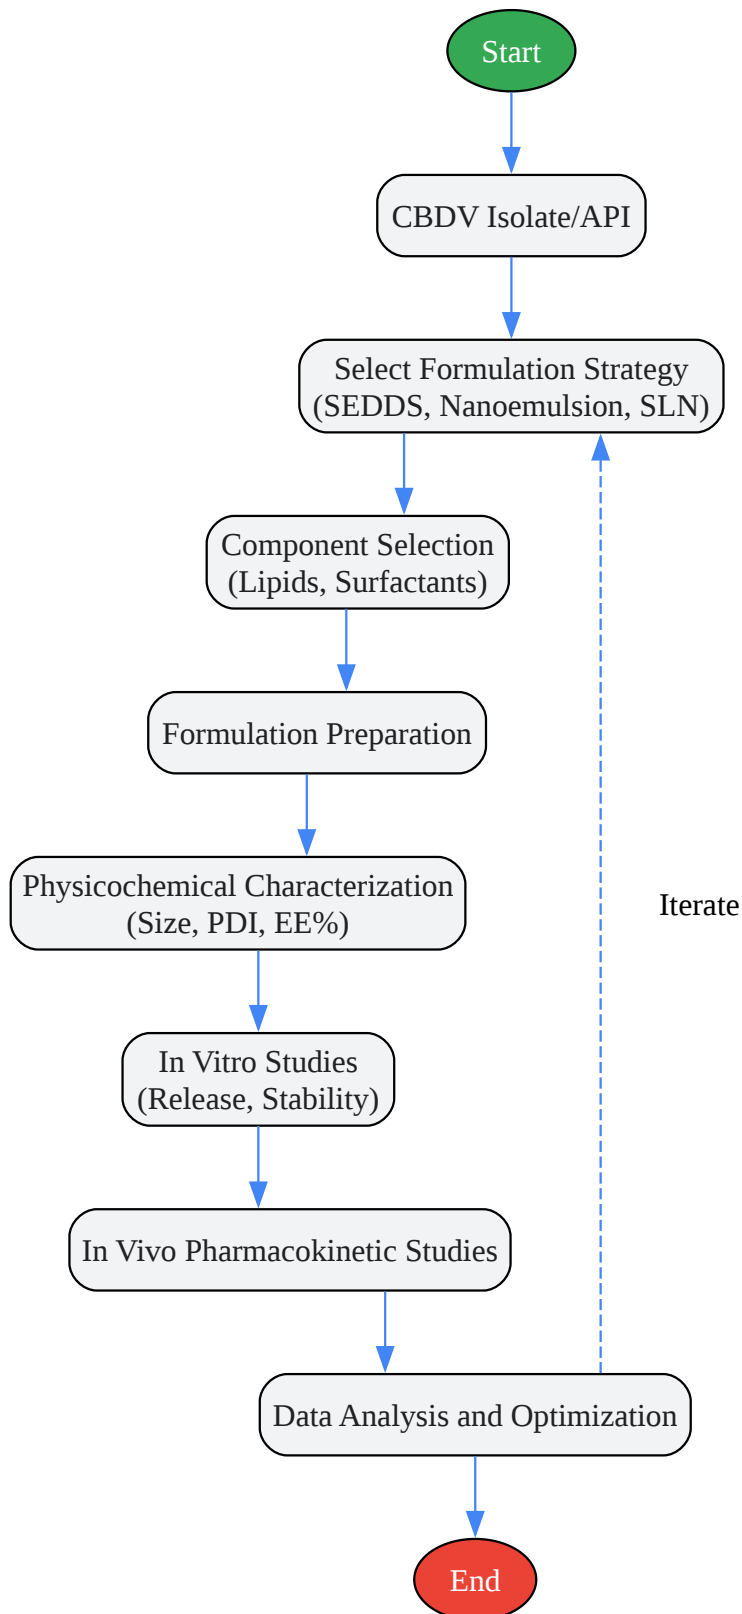 Start
CBDV Isolate/API
Select Formulation Strategy
(SEDDS, Nanoemulsion, SLN)
Component Selection
(Lipids, Surfactants)
Formulation Preparation
Physicochemical Characterization
(Size, PDI, EE%)
Iterate
In Vitro Studies
(Release, Stability)
In Vivo Pharmacokinetic Studies
Data Analysis and Optimization
End